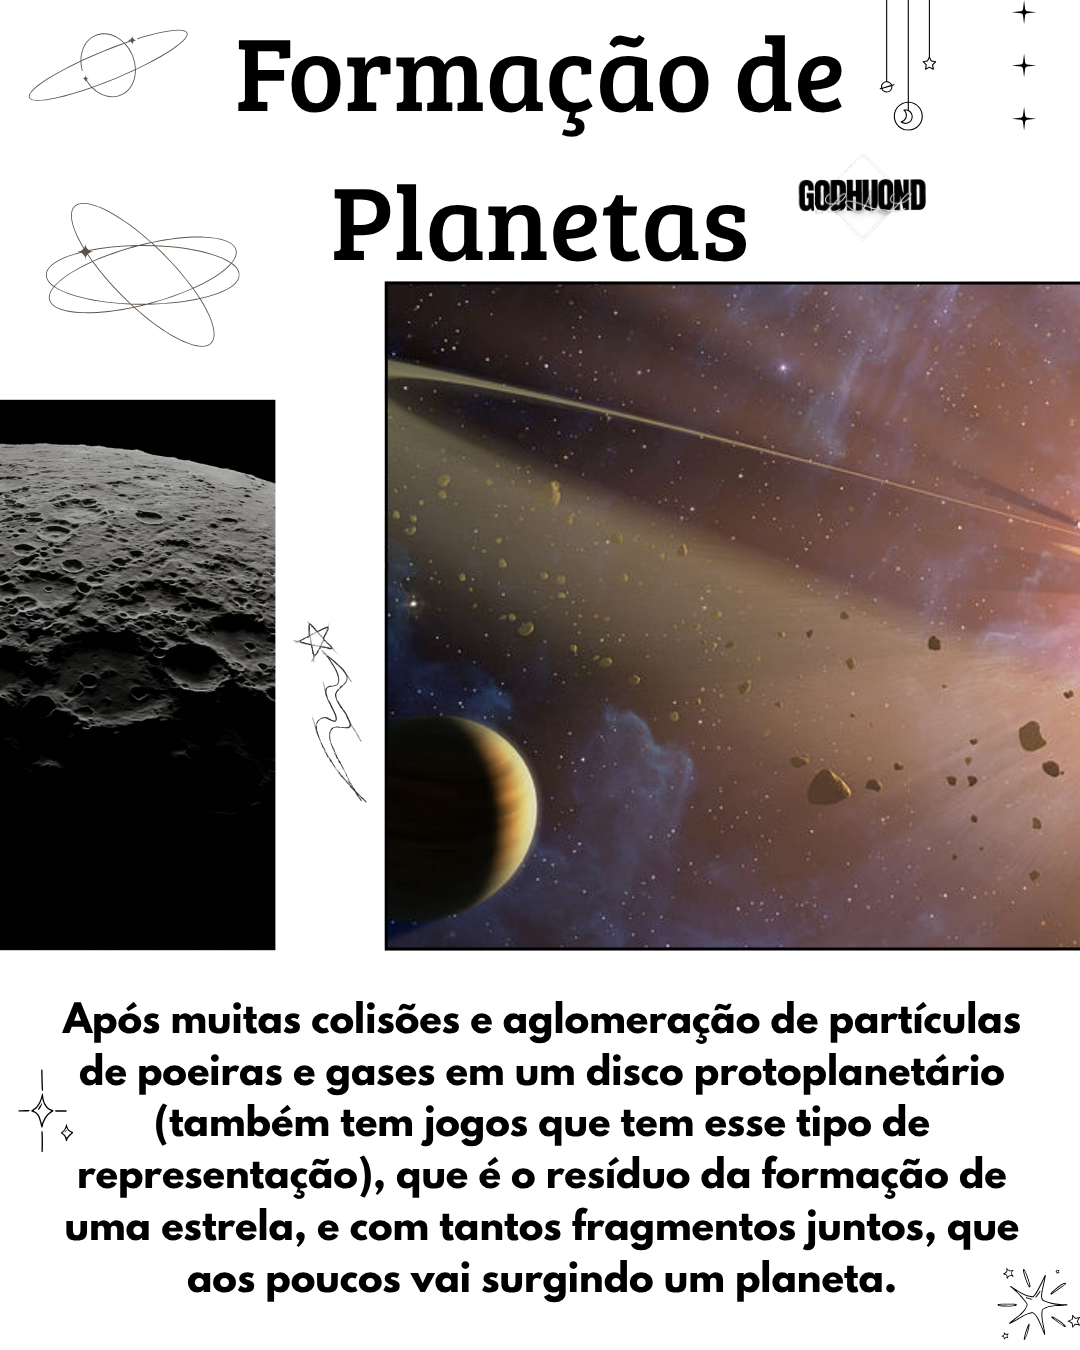 Formação de
Planetas
GODHUOND
Após muitas colisões e aglomeração de partículas
de poeiras e gases em um disco protoplanetário
(também tem jogos que tem esse tipo de
representação), que é o resíduo da formação de
uma estrela, e com tantos fragmentos juntos, que
aos poucos vai surgindo um planeta.